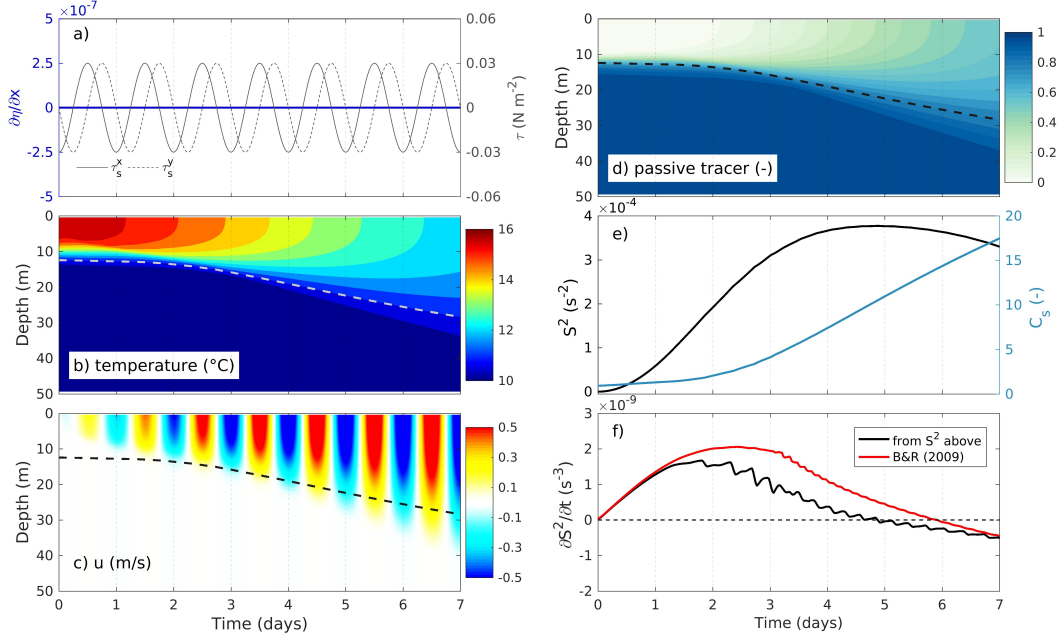 a)
5 ×10^-7
2.5
0
-2.5
-5
∂η/∂x
0.06
0.03
0
-0.03
-0.06
τ (N m^-2)
τ_s^x τ_s^y
0
10
20
30
40
50
Depth (m)
b) temperature (°C)
16
14
12
10
0
10
20
30
40
50
Depth (m)
c) u (m/s)
0.5
0.3
0.1
-0.1
-0.3
-0.5
0 1 2 3 4 5 6 7
Time (days)
0
10
20
30
40
50
Depth (m)
d) passive tracer (-)
1
0.8
0.6
0.4
0.2
0
×10^-4
e)
4
3
2
1
0
S^2 (s^-2)
20
15
10
5
0
C_s (-)
×10^-9
f)
3
2
1
0
-1
-2
∂S^2/∂t (s^-3)
from S^2 above
B&R (2009)
0 1 2 3 4 5 6 7
Time (days)